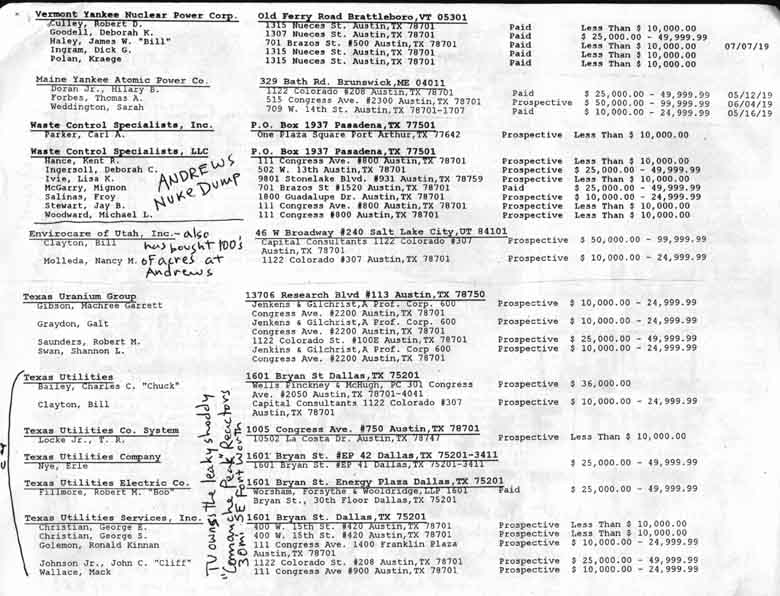 Vermont Yankee Nuclear Power Corp. Old Ferry Road Brattleboro,VT 05301
Culley, Robert D. 1315 Nueces St. Austin,TX 78701 Paid Less Than $ 10,000.00
Goodell, Deborah K. 1307 Nueces St. Austin,TX 78701 Paid $ 25,000.00 - 49,999.99
Haley, James W. "Bill" 701 Brazos St. #500 Austin,TX 78701 Paid Less Than $ 10,000.00 07/07/19
Ingram, Dick G. 1315 Nueces St. Austin,TX 78701 Paid Less Than $ 10,000.00
Polan, Kraege 1315 Nueces St. Austin,TX 78701 Paid Less Than $ 10,000.00
Maine Yankee Atomic Power Co. 329 Bath Rd. Brunswick,ME 04011
Doran Jr., Hilary B. 1122 Colorado #208 Austin,TX 78701 Paid $ 25,000.00 - 49,999.99 05/12/19
Forbes, Thomas A. 515 Congress Ave. #2300 Austin,TX 78701 Prospective $ 50,000.00 - 99,999.99 06/04/19
Weddington, Sarah 709 W. 14th St. Austin,TX 78701-1707 Paid $ 10,000.00 - 24,999.99 05/16/19
Waste Control Specialists, Inc. P.O. Box 1937 Pasadena,TX 77501
Parker, Carl A. One Plaza Square Port Arthur,TX 77642 Prospective Less Than $ 10,000.00
Waste Control Specialists, LLC P.O. Box 1937 Pasadena,TX 77501
Hance, Kent R. 111 Congress Ave. #800 Austin,TX 78701 Prospective Less Than $ 10,000.00
Ingersoll, Deborah C. 502 W. 13th Austin,TX 78701 Prospective $ 25,000.00 - 49,999.99
Ivie, Lisa K. 9801 Stonelake Blvd. #931 Austin,TX 78759 Prospective Less Than $ 10,000.00
McGarry, Mignon 701 Brazos St #1520 Austin,TX 78701 Paid $ 25,000.00 - 49,999.99
Salinas, Froy 1800 Guadalupe Dr. Austin,TX 78701 Prospective $ 10,000.00 - 24,999.99
Stewart, Jay B. 111 Congress Ave. #800 Austin,TX 78701 Prospective Less Than $ 10,000.00
Woodward, Michael L. 111 Congress #800 Austin,TX 78701 Prospective Less Than $ 10,000.00
ANDREWS
NUKE DUMP
Envirocare of Utah, Inc. 46 W Broadway #240 Salt Lake City,UT 84101
Clayton, Bill Capital Consultants 1122 Colorado #307 Prospective $ 50,000.00 - 99,999.99
Austin,TX 78701
Molleda, Nancy M. 1122 Colorado #307 Austin,TX 78701 Prospective $ 10,000.00 - 24,999.99
- also
has bought 100's
of acres at
Andrews
Texas Uranium Group 13706 Research Blvd #113 Austin,TX 78750
Gibson, Machree Garrett Jenkens & Gilchrist,A Prof. Corp. 600 Prospective $ 10,000.00 - 24,999.99
Congress Ave. #2200 Austin,TX 78701
Graydon, Galt Jenkens & Gilchrist,A Prof. Corp. 600 Prospective $ 10,000.00 - 24,999.99
Congress Ave. #2200 Austin,TX 78701
Saunders, Robert M. 1122 Colorado St. #100E Austin,TX 78701 Prospective $ 25,000.00 - 49,999.99
Swan, Shannon L. Jenkins & Gilchrist,A Prof. Corp 600 Prospective $ 10,000.00 - 24,999.99
Congress Ave. #2200 Austin,TX 78701
Texas Utilities 1601 Bryan St Dallas,TX 75201
Bailey, Charles C. "Chuck" Wells Pinckney & McHugh, PC 301 Congress Prospective $ 36,000.00
Ave. #2050 Austin,TX 78701-4041
Clayton, Bill Capital Consultants 1122 Colorado #307 Prospective $ 10,000.00 - 24,999.99
Austin,TX 78701
Texas Utilities Co. System 1005 Congress Ave. #750 Austin,TX 78701
Locke Jr., T. R. 10502 La Costa Dr. Austin,TX 78747 Prospective Less Than $ 10,000.00
Texas Utilities Company 1601 Bryan St. #EP 42 Dallas,TX 75201-3411
Nye, Erle 1601 Bryan St. #EP 41 Dallas,TX 75201-3411 $ 25,000.00 - 49,999.99
Texas Utilities Electric Co. 1601 Bryan St. Energy Plaza Dallas,TX 75201
Fillmore, Robert M. "Bob" Worsham, Forsythe & Wooldridge,LLP 1601 Paid $ 25,000.00 - 49,999.99
Bryan St., 30th Floor Dallas,TX 75201
Texas Utilities Services, Inc. 1601 Bryan St. Dallas,TX 75201
Christian, George E. 400 W. 15th St. #420 Austin,TX 78701 Prospective Less Than $ 10,000.00
Christian, George S. 400 W. 15th St. #420 Austin,TX 78701 Prospective Less Than $ 10,000.00
Golemon, Ronald Kinnan 111 Congress Ave. 1400 Franklin Plaza Prospective $ 10,000.00 - 24,999.99
Austin,TX 78701
Johnson Jr., John C. "Cliff" 1122 Colorado St. #208 Austin,TX 78701 Prospective $ 25,000.00 - 49,999.99
Wallace, Mack 111 Congress Ave #900 Austin,TX 78701 Prospective $ 10,000.00 - 24,999.99
TU owns the leaky shoddy
"Comanche Peak" Reactors
30mi SE Fort Worth